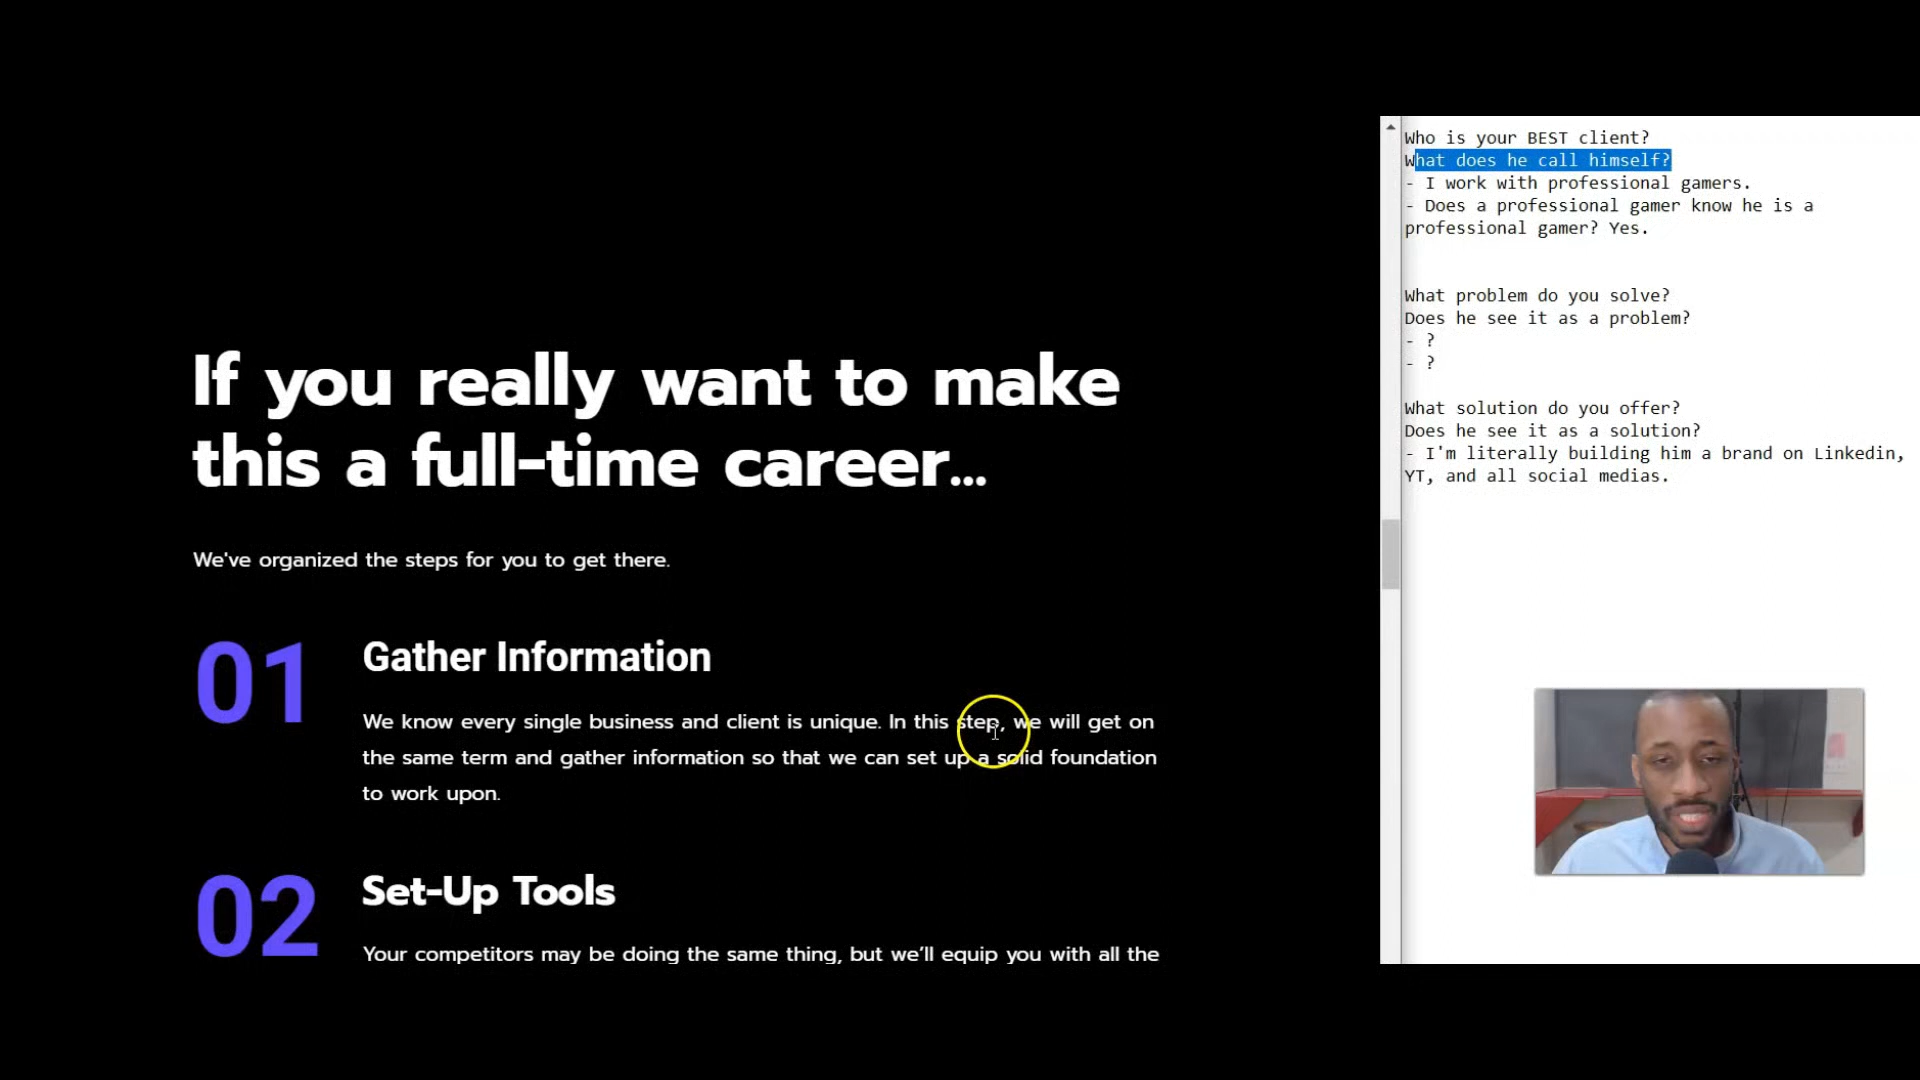 If you really want to make
this a full-time career...
We've organized the steps for you to get there.
01
Gather Information
We know every single business and client is unique. In this step, we will get on
the same term and gather information so that we can set up a solid foundation
to work upon.
02
Set-Up Tools
Your competitors may be doing the same thing, but we’ll equip you with all the
Who is your BEST client?
What does he call himself?
- I work with professional gamers.
- Does a professional gamer know he is a
professional gamer? Yes.
What problem do you solve?
Does he see it as a problem?
- ?
- ?
What solution do you offer?
Does he see it as a solution?
- I'm literally building him a brand on Linkedin,
YT, and all social medias.